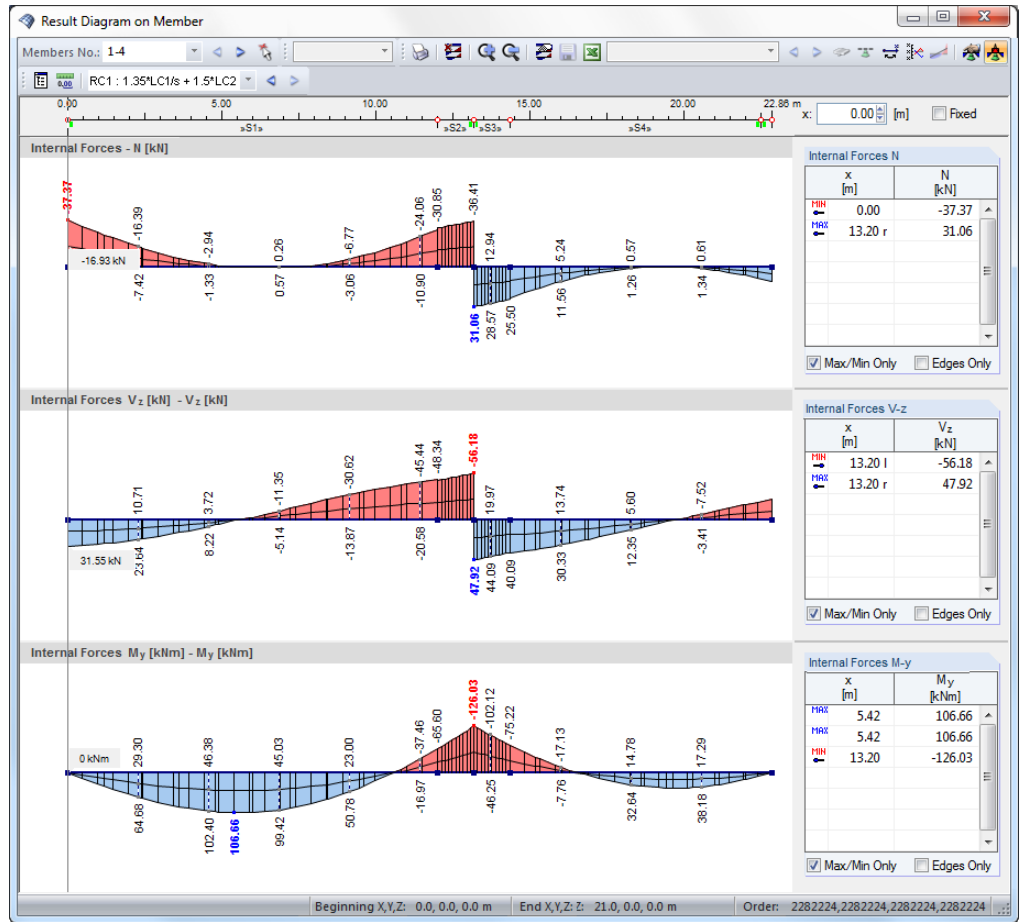 Result Diagram on Member
Members No.: 1-4
RC1 : 1.35*LC1/s + 1.5*LC2
0.00 5.00 10.00 15.00 20.00 22.86 m
x: 0.00 [m] Fixed
»S1» »S2» »S3» »S4»
Internal Forces - N [kN]
37.37 -16.39 -2.94 0.26 -6.77 -24.06 -30.85 -36.41 12.94 5.24 0.57 0.61
-16.93 kN
-7.42 -1.33 0.57 -3.06 -10.90 31.06 28.57 25.50 11.56 1.26 1.34
Internal Forces N
x N
[m] [kN]
MIN 0.00 -37.37
MAX 13.20 r 31.06
Max/Min Only Edges Only
Internal Forces Vz [kN] - Vz [kN]
10.71 3.72 -11.35 -30.62 -45.44 -48.34 -56.18 19.97 13.74 5.60 -7.52
31.55 kN
23.64 8.22 -5.14 -13.87 -20.58 47.92 44.09 40.09 30.33 12.35 -3.41
Internal Forces V-z
x Vz
[m] [kN]
MIN 13.20 l -56.18
MAX 13.20 r 47.92
Max/Min Only Edges Only
Internal Forces My [kNm] - My [kNm]
0 kNm
29.30 46.38 45.03 23.00 -37.46 -65.60 -126.03 -102.12 -75.22 -17.13 14.78 17.29
64.68 102.40 106.66 99.42 50.78 -16.97 -46.25 -7.76 32.64 38.18
Internal Forces M-y
x My
[m] [kNm]
MAX 5.42 106.66
MAX 5.42 106.66
MIN 13.20 -126.03
Max/Min Only Edges Only
Beginning X,Y,Z: 0.0, 0.0, 0.0 m End X,Y,Z: Z: 21.0, 0.0, 0.0 m Order: 2282224,2282224,2282224,2282224